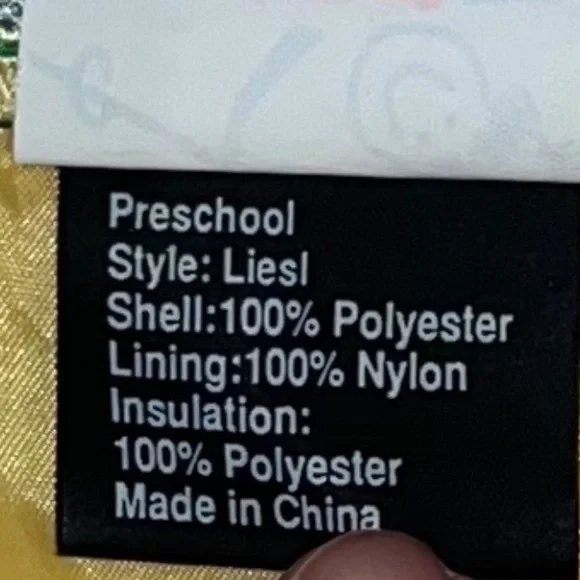 Preschool
Style: Liesl
Shell:100% Polyester
Lining:100% Nylon
Insulation:
100% Polyester
Made in China